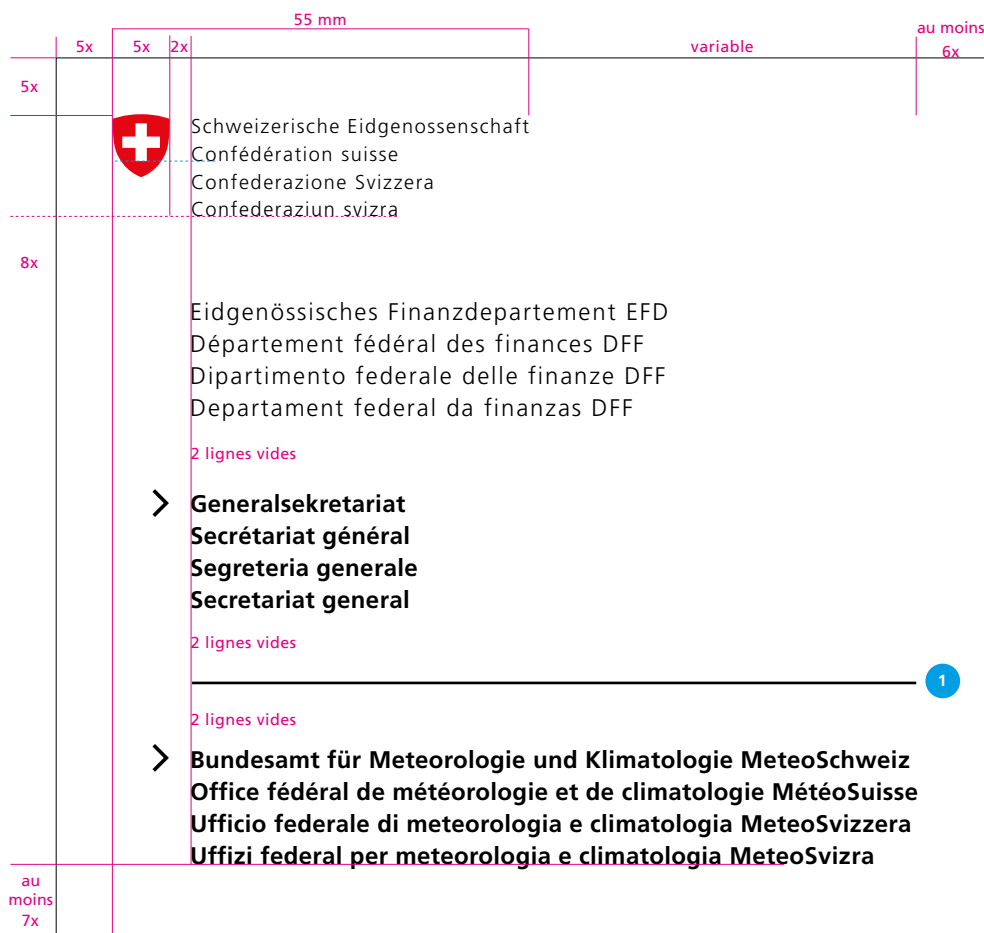 55 mm
au moins
5x 5x 2x variable 6x
5x
Schweizerische Eidgenossenschaft
Confédération suisse
Confederazione Svizzera
Confederaziun svizra
8x
Eidgenössisches Finanzdepartement EFD
Département fédéral des finances DFF
Dipartimento federale delle finanze DFF
Departament federal da finanzas DFF
2 lignes vides
Generalsekretariat
Secrétariat général
Segreteria generale
Secretariat general
2 lignes vides
1
2 lignes vides
Bundesamt für Meteorologie und Klimatologie MeteoSchweiz
Office fédéral de météorologie et de climatologie MétéoSuisse
Ufficio federale di meteorologia e climatologia MeteoSvizzera
Uffizi federal per meteorologia e climatologia MeteoSvizra
au
moins
7x